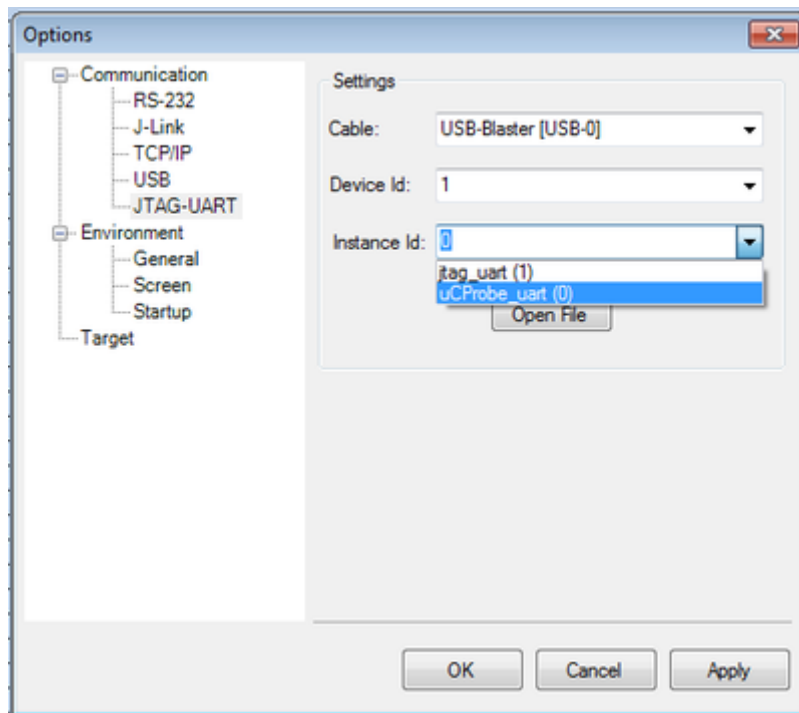 Options
Communication
RS-232
J-Link
TCP/IP
USB
JTAG-UART
Environment
General
Screen
Startup
Target
Settings
Cable: USB-Blaster [USB-0]
Device Id: 1
Instance Id: 0
jtag_uart (1)
uCProbe_uart (0)
Open File
OK Cancel Apply